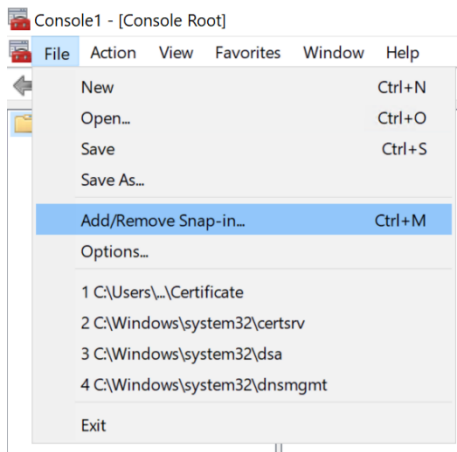 Console1 - [Console Root]
File Action View Favorites Window Help
New Ctrl+N
Open... Ctrl+O
Save Ctrl+S
Save As...
Add/Remove Snap-in... Ctrl+M
Options...
1 C:\Users\...\Certificate
2 C:\Windows\system32\certsrv
3 C:\Windows\system32\dsa
4 C:\Windows\system32\dnsmgmt
Exit